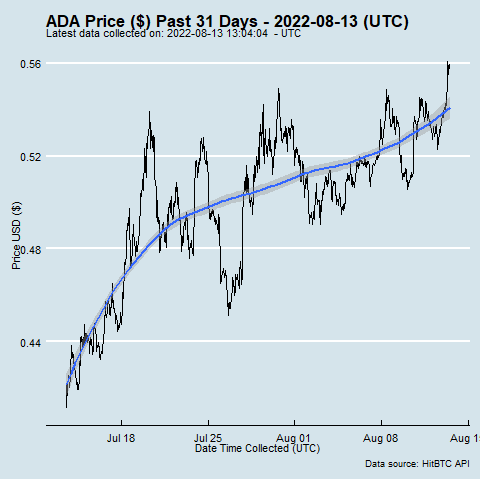 ADA Price ($) Past 31 Days - 2022-08-13 (UTC)
Latest data collected on: 2022-08-13 13:04:04 - UTC
0.56
0.52
0.48
0.44
Price USD ($)
Jul 18 Jul 25 Aug 01 Aug 08 Aug 15
Date Time Collected (UTC)
Data source: HitBTC API